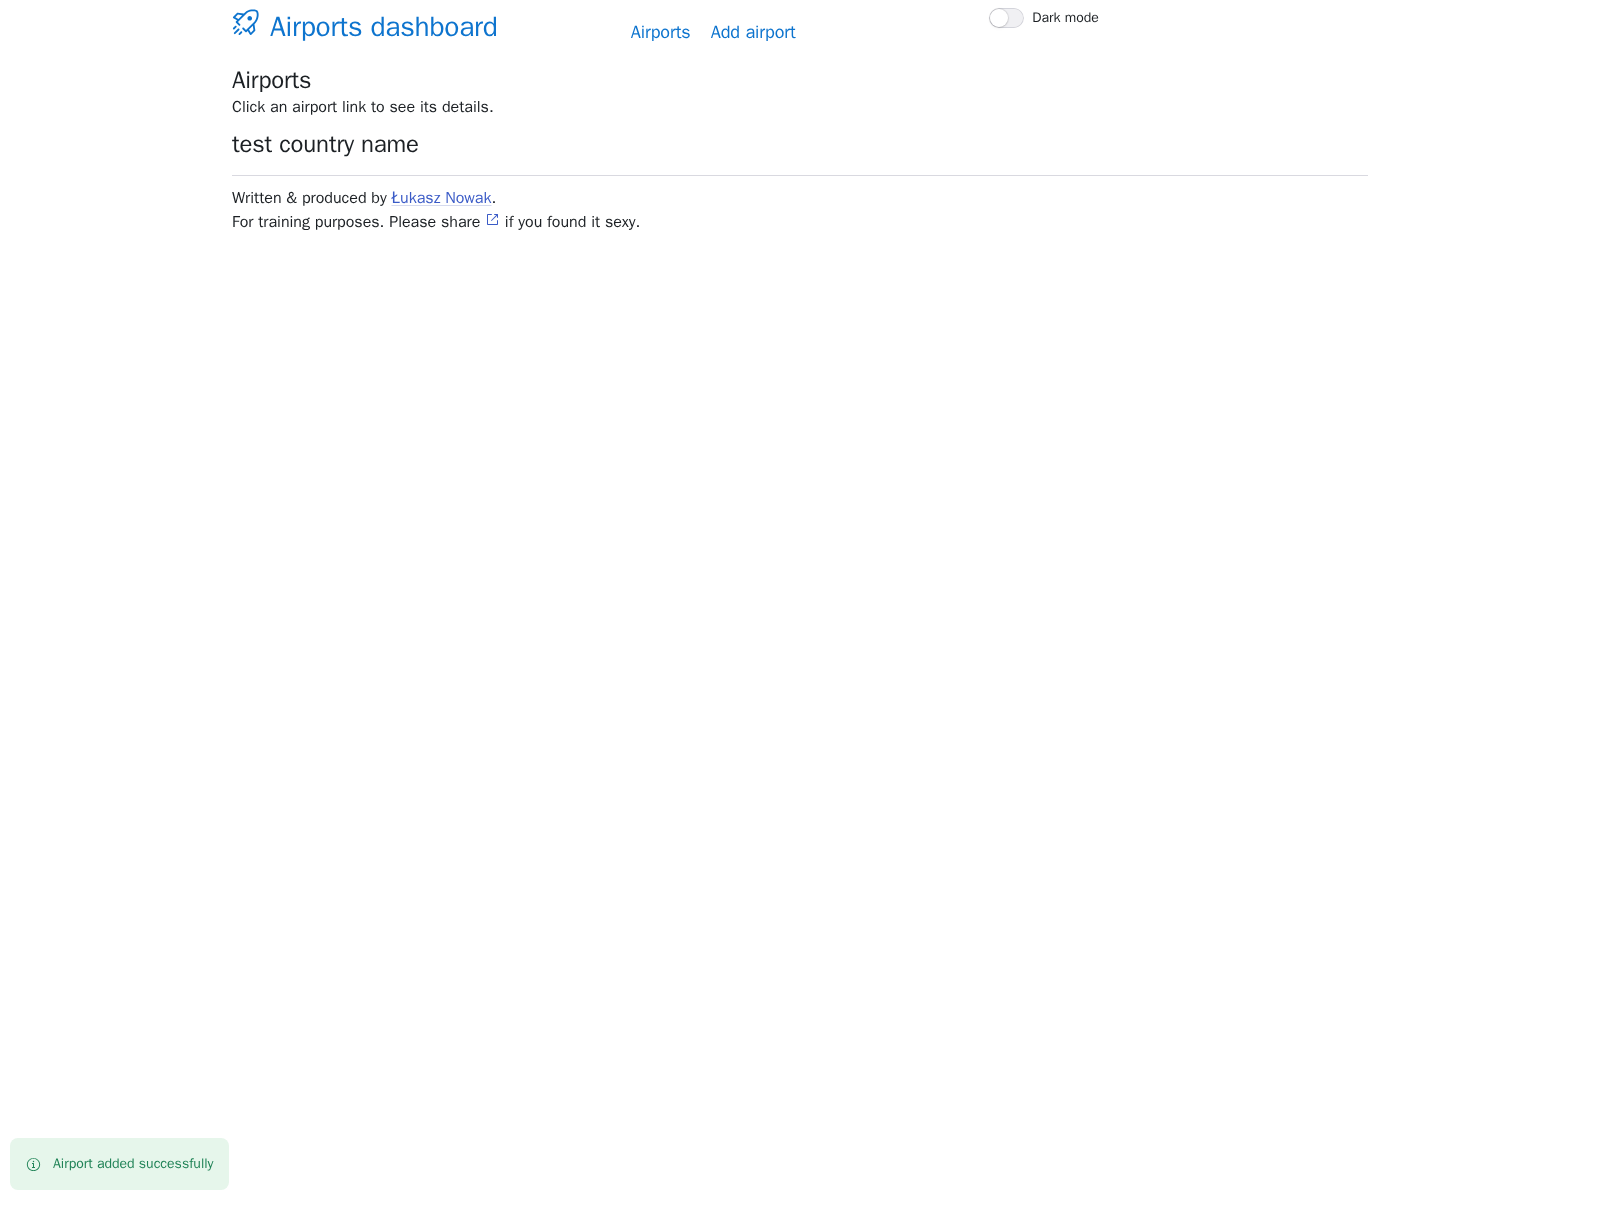 Airports dashboard
Airports
Add airport
Dark mode
Airports
Click an airport link to see its details.
test country name
Written & produced by Łukasz Nowak.
For training purposes. Please share if you found it sexy.
Airport added successfully